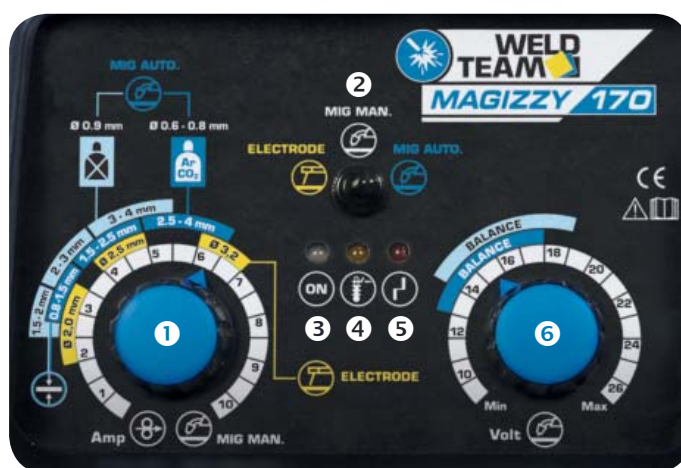 WELD
TEAM
MAGIZZY 170
MIG AUTO.
Ø 0.9 mm Ø 0.6 - 0.8 mm
Ar
CO₂
2
MIG MAN.
ELECTRODE
MIG AUTO.
CE
3 - 4 mm
2.5 - 4 mm
2 - 3 mm
1.5 - 2.5 mm
Ø 2.5 mm
Ø 3.2
1.5 - 2 mm
0.8 - 1.5 mm
Ø 2.0 mm
1 2 3 4 5 6 7 8 9 10
1
ON
3 4 5
ELECTRODE
Amp
MIG MAN.
BALANCE
BALANCE
10 12 14 16 18 20 22 24 26
6
Min Max
Volt